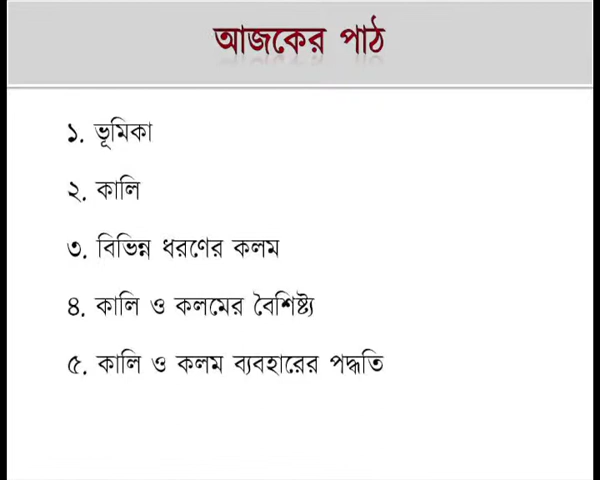 আজকের পাঠ
১. ভূমিকা
২. কালি
৩. বিভিন্ন ধরণের কলম
৪. কালি ও কলমের বৈশিষ্ট্য
৫. কালি ও কলম ব্যবহারের পদ্ধতি